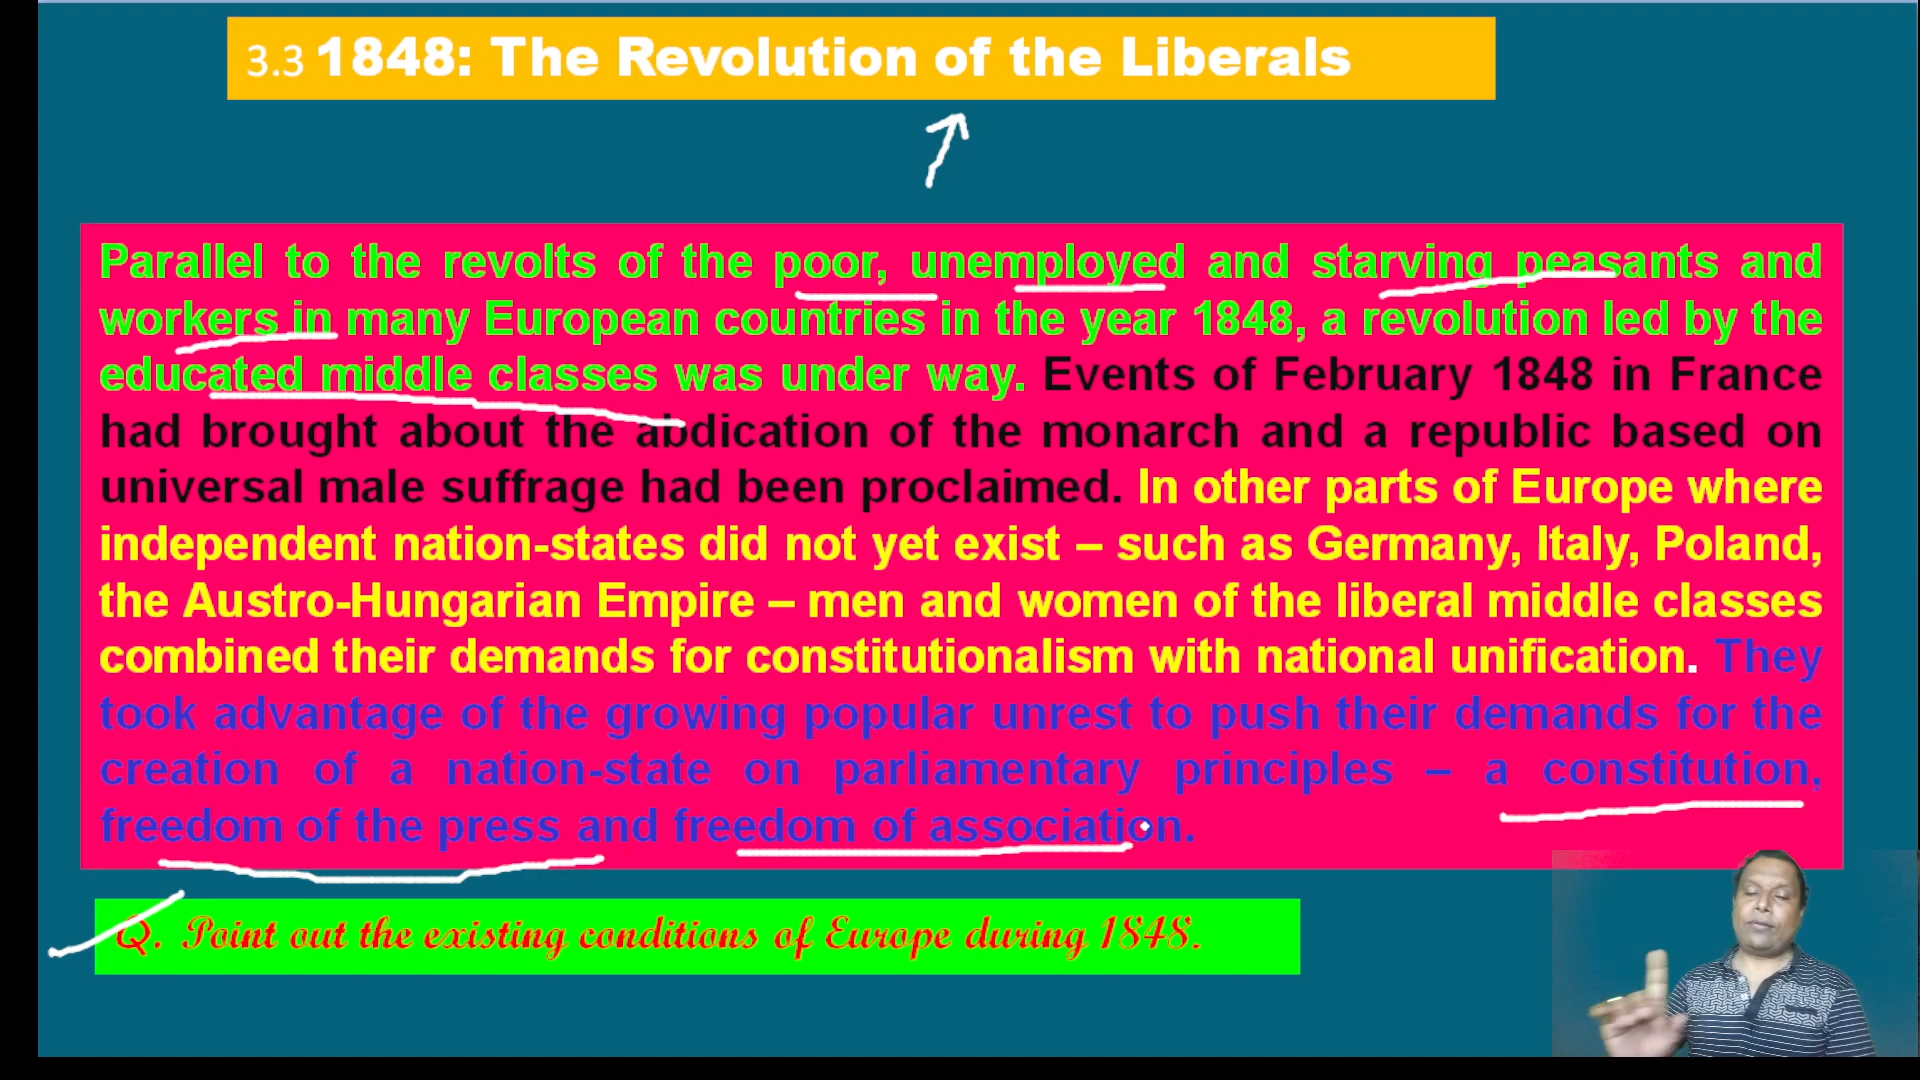 3.3 1848: The Revolution of the Liberals
Parallel to the revolts of the poor, unemployed and starving peasants and
workers in many European countries in the year 1848, a revolution led by the
educated middle classes was under way. Events of February 1848 in France
had brought about the abdication of the monarch and a republic based on
universal male suffrage had been proclaimed. In other parts of Europe where
independent nation-states did not yet exist – such as Germany, Italy, Poland,
the Austro-Hungarian Empire – men and women of the liberal middle classes
combined their demands for constitutionalism with national unification. They
took advantage of the growing popular unrest to push their demands for the
creation of a nation-state on parliamentary principles – a constitution,
freedom of the press and freedom of association.
Q. Point out the existing conditions of Europe during 1848.